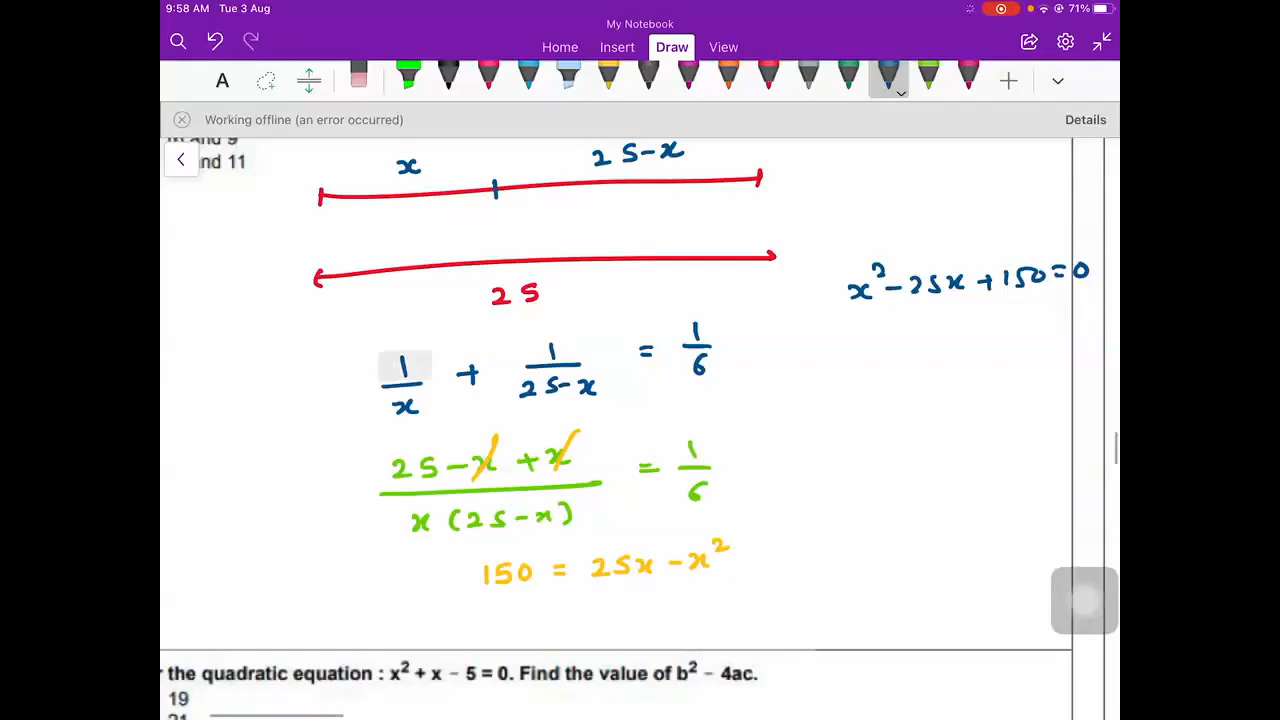 9:58 AM Tue 3 Aug
71%
My Notebook
Home Insert Draw View
A
Working offline (an error occurred)
Details
and 9
nd 11
x
25-x
25
x² - 25x + 150 = 0
1/x + 1/(25-x) = 1/6
(25 - x + x)/(x(25-x)) = 1/6
150 = 25x - x²
the quadratic equation : x² + x – 5 = 0. Find the value of b² – 4ac.
19